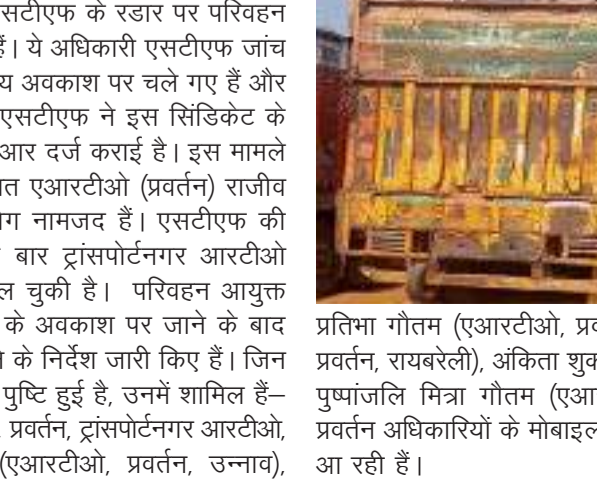 सटीएफ के रडार पर परिवहन
हैं। ये अधिकारी एसटीएफ जांच
य अवकाश पर चले गए हैं और
एसटीएफ ने इस सिंडिकेट के
आर दर्ज कराई है। इस मामले
त एआरटीओ (प्रवर्तन) राजीव
ग नामजद हैं। एसटीएफ की
बार ट्रांसपोर्टनगर आरटीओ
ल चुकी है। परिवहन आयुक्त
के अवकाश पर जाने के बाद
के निर्देश जारी किए हैं। जिन
पुष्टि हुई है, उनमें शामिल हैं–
प्रवर्तन, ट्रांसपोर्टनगर आरटीओ,
(एआरटीओ, प्रवर्तन, उन्नाव),
प्रतिभा गौतम (एआरटीओ, प्रव
प्रवर्तन, रायबरेली), अंकिता शुक
पुष्पांजलि मित्रा गौतम (एआ
प्रवर्तन अधिकारियों के मोबाइल
आ रही हैं।